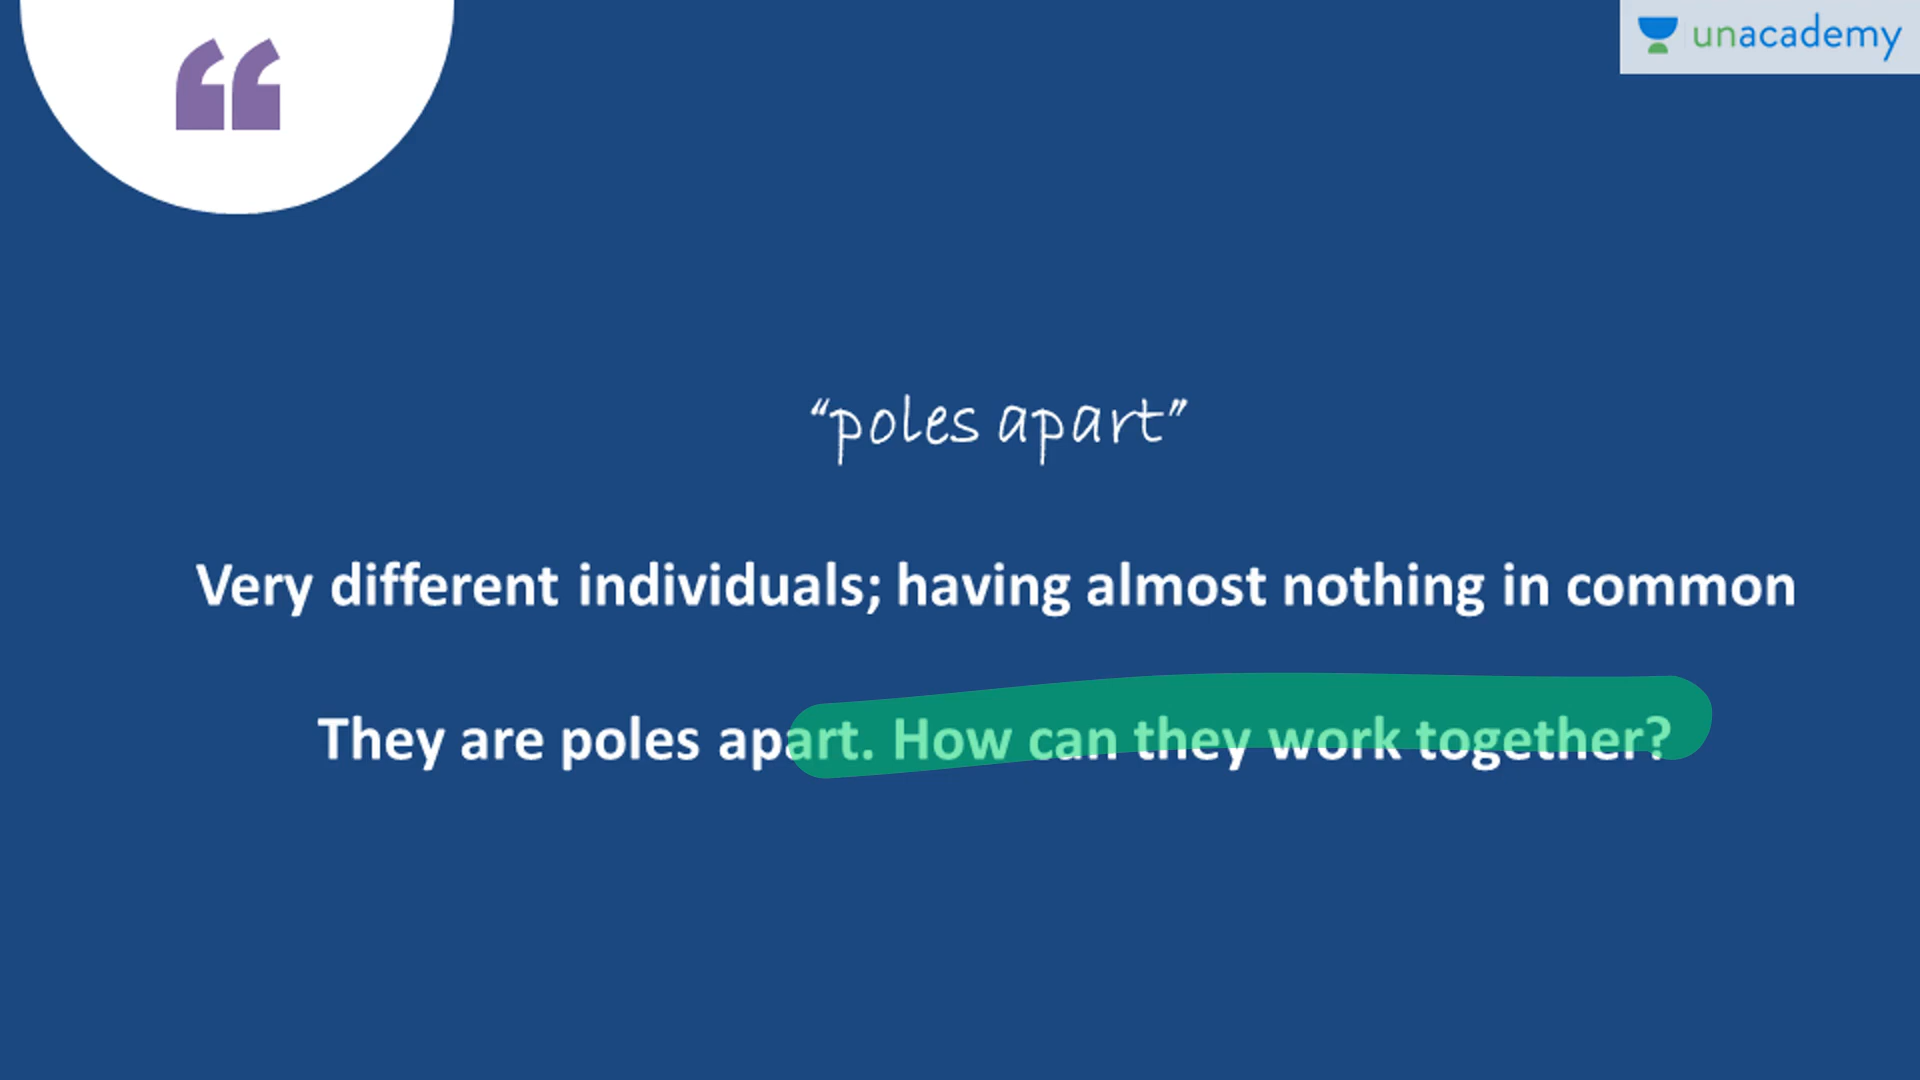 “
unacademy
“poles apart”
Very different individuals; having almost nothing in common
They are poles apart. How can they work together?